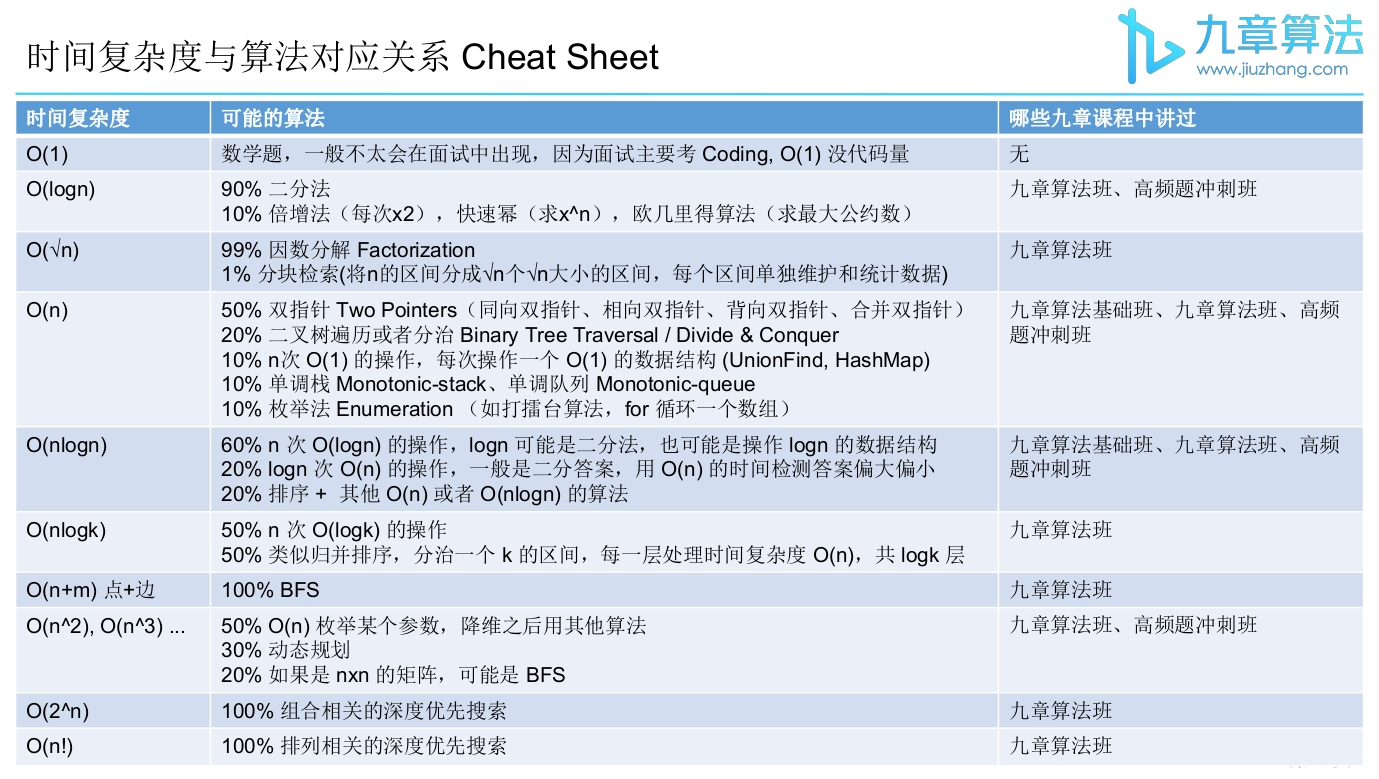 时间复杂度与算法对应关系 Cheat Sheet
九章算法
www.jiuzhang.com
时间复杂度 可能的算法 哪些九章课程中讲过
O(1) 数学题，一般不太会在面试中出现，因为面试主要考 Coding, O(1) 没代码量 无
O(logn) 90% 二分法 九章算法班、高频题冲刺班
10% 倍增法（每次x2），快速幂（求x^n），欧几里得算法（求最大公约数）
O(√n) 99% 因数分解 Factorization 九章算法班
1% 分块检索(将n的区间分成√n个√n大小的区间，每个区间单独维护和统计数据)
O(n) 50% 双指针 Two Pointers（同向双指针、相向双指针、背向双指针、合并双指针） 九章算法基础班、九章算法班、高频
20% 二叉树遍历或者分治 Binary Tree Traversal / Divide & Conquer 题冲刺班
10% n次 O(1) 的操作，每次操作一个 O(1) 的数据结构 (UnionFind, HashMap)
10% 单调栈 Monotonic-stack、单调队列 Monotonic-queue
10% 枚举法 Enumeration （如打擂台算法，for 循环一个数组）
O(nlogn) 60% n 次 O(logn) 的操作，logn 可能是二分法，也可能是操作 logn 的数据结构 九章算法基础班、九章算法班、高频
20% logn 次 O(n) 的操作，一般是二分答案，用 O(n) 的时间检测答案偏大偏小 题冲刺班
20% 排序 + 其他 O(n) 或者 O(nlogn) 的算法
O(nlogk) 50% n 次 O(logk) 的操作 九章算法班
50% 类似归并排序，分治一个 k 的区间，每一层处理时间复杂度 O(n)，共 logk 层
O(n+m) 点+边 100% BFS 九章算法班
O(n^2), O(n^3) ... 50% O(n) 枚举某个参数，降维之后用其他算法 九章算法班、高频题冲刺班
30% 动态规划
20% 如果是 nxn 的矩阵，可能是 BFS
O(2^n) 100% 组合相关的深度优先搜索 九章算法班
O(n!) 100% 排列相关的深度优先搜索 九章算法班